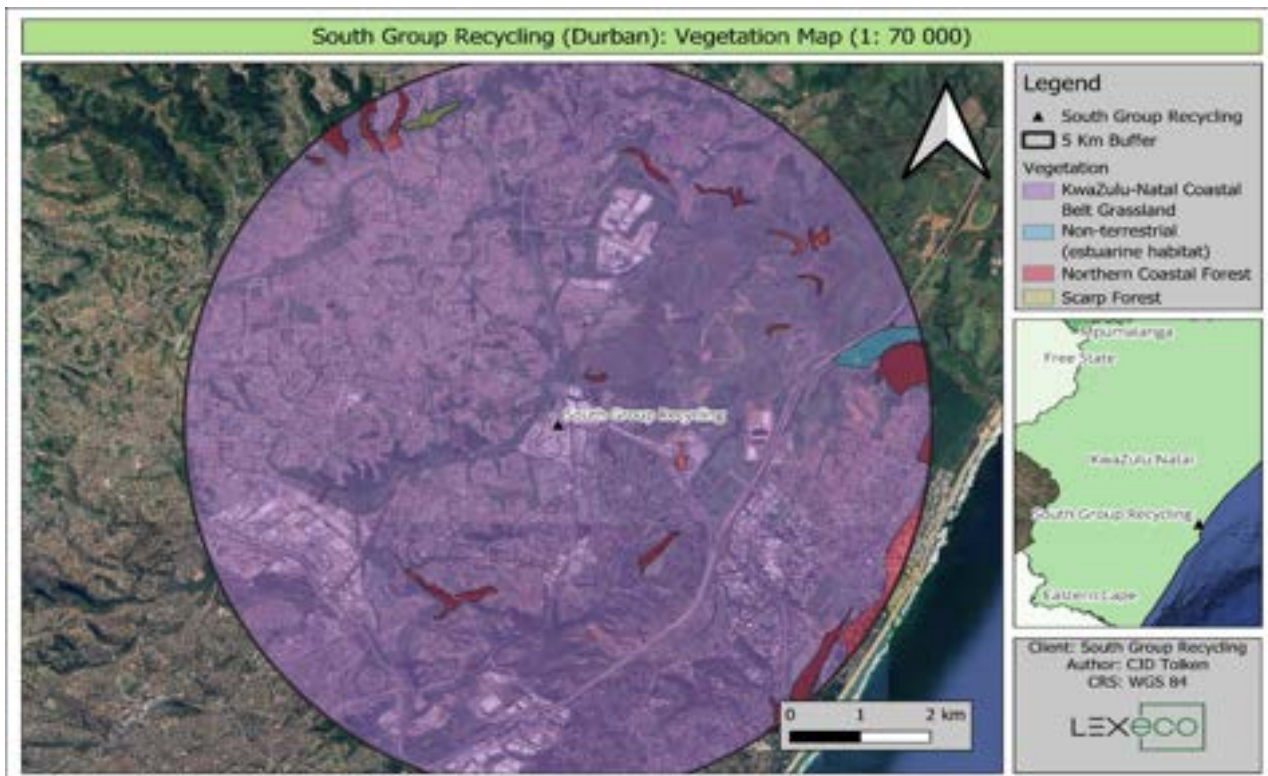 South Group Recycling (Durban): Vegetation Map (1: 70 000)
Legend
South Group Recycling
5 Km Buffer
Vegetation
KwaZulu-Natal Coastal
Belt Grassland
Non-terrestrial
(estuarine habitat)
Northern Coastal Forest
Scarp Forest
South Group Recycling
0 1 2 km
Mpumalanga
Free State
KwaZulu Natal
South Group Recycling
Eastern Cape
Client: South Group Recycling
Author: CJD Tolken
CRS: WGS 84
LEXECO